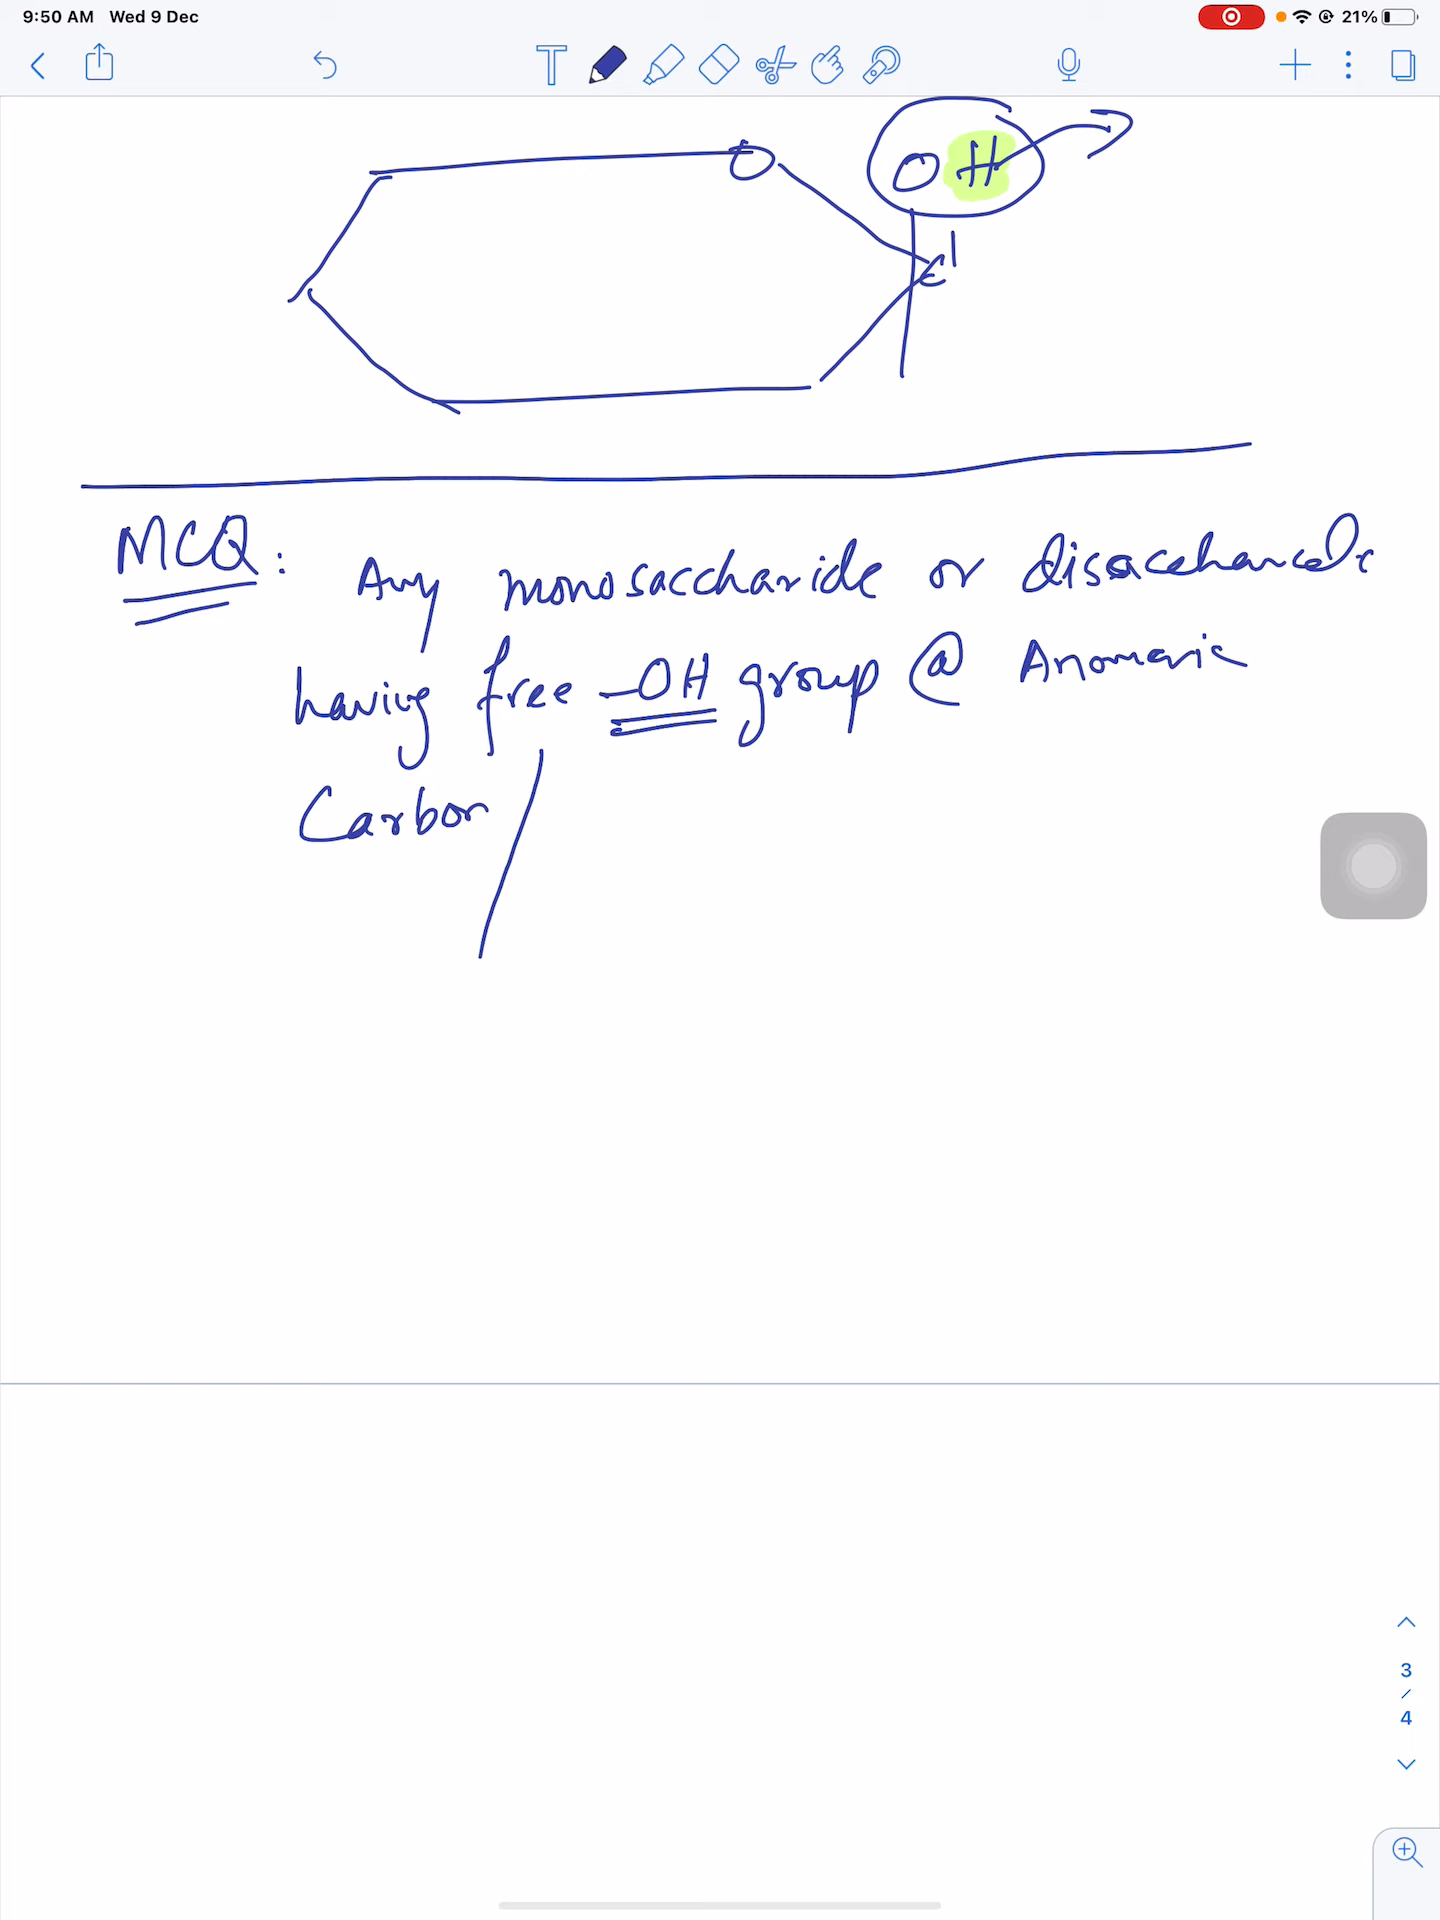 9:50 AM Wed 9 Dec
21%
T
O
OH
C1
MCQ: Any monosaccharide or disaccharide
having free -OH group @ Anomeric
Carbon
3
/
4